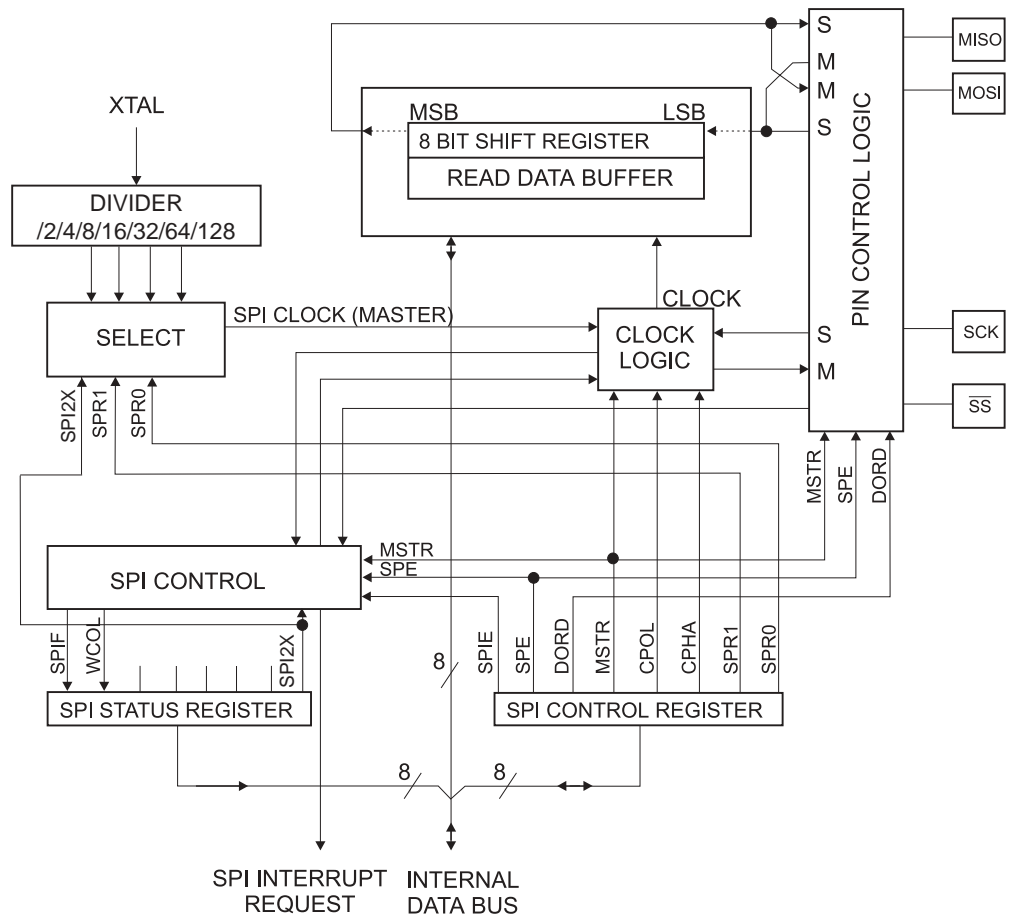 S
MISO
M
M
MOSI
S
PIN CONTROL LOGIC
XTAL
MSB
LSB
8 BIT SHIFT REGISTER
READ DATA BUFFER
DIVIDER
/2/4/8/16/32/64/128
SPI CLOCK (MASTER)
CLOCK
SELECT
CLOCK
LOGIC
S
M
SCK
SS
SPI2X
SPR1
SPR0
MSTR
SPE
DORD
MSTR
SPE
SPI CONTROL
SPIF
WCOL
SPI2X
8
SPIE
SPE
DORD
MSTR
CPOL
CPHA
SPR1
SPR0
SPI STATUS REGISTER
SPI CONTROL REGISTER
8
8
SPI INTERRUPT
REQUEST
INTERNAL
DATA BUS